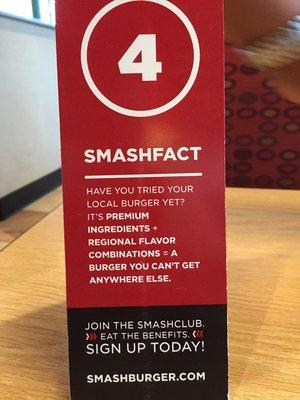 4
SMASHFACT
HAVE YOU TRIED YOUR
LOCAL BURGER YET?
IT'S PREMIUM
INGREDIENTS +
REGIONAL FLAVOR
COMBINATIONS = A
BURGER YOU CAN'T GET
ANYWHERE ELSE.
JOIN THE SMASHCLUB.
EAT THE BENEFITS.
SIGN UP TODAY!
SMASHBURGER.COM